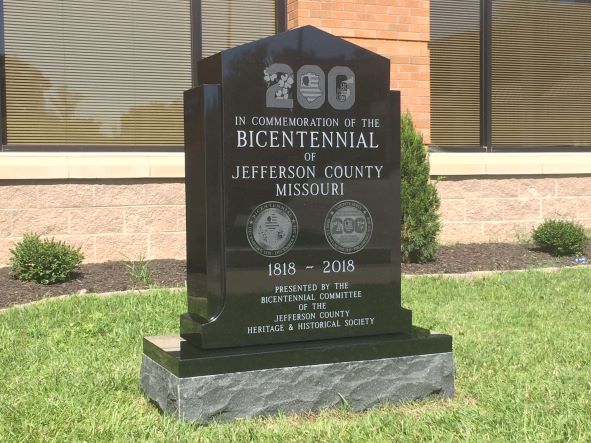 200
IN COMMEMORATION OF THE
BICENTENNIAL
OF
JEFFERSON COUNTY
MISSOURI
200
1818 ~ 2018
PRESENTED BY THE
BICENTENNIAL COMMITTEE
OF THE
JEFFERSON COUNTY
HERITAGE & HISTORICAL SOCIETY